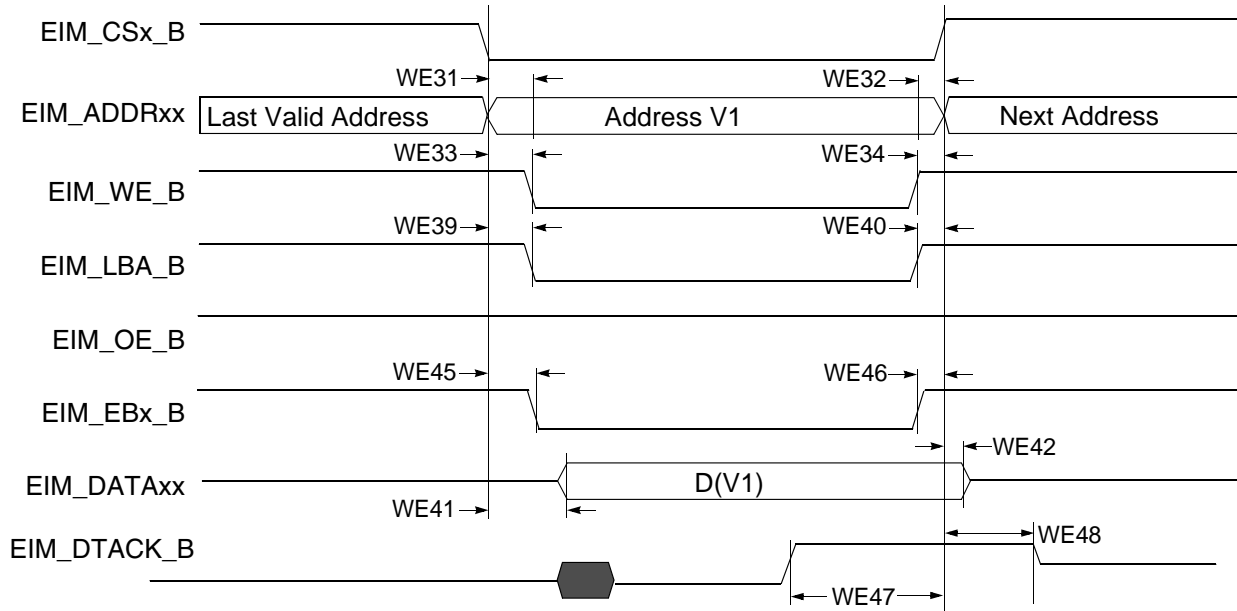 EIM_CSx_B
WE31
WE32
EIM_ADDRxx
Last Valid Address
Address V1
Next Address
WE33
WE34
EIM_WE_B
WE39
WE40
EIM_LBA_B
EIM_OE_B
WE45
WE46
EIM_EBx_B
WE42
EIM_DATAxx
D(V1)
WE41
EIM_DTACK_B
WE48
WE47